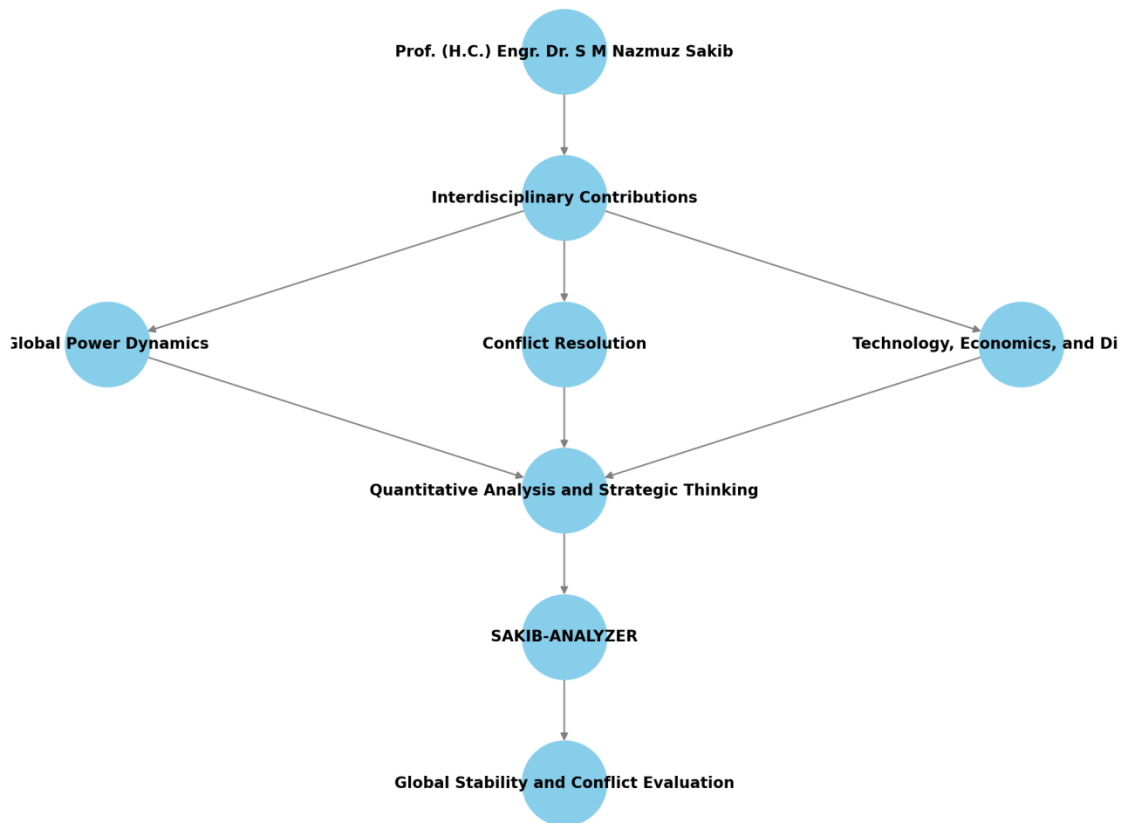 Prof. (H.C.) Engr. Dr. S M Nazmuz Sakib
Interdisciplinary Contributions
Global Power Dynamics
Conflict Resolution
Technology, Economics, and Di
Quantitative Analysis and Strategic Thinking
SAKIB-ANALYZER
Global Stability and Conflict Evaluation